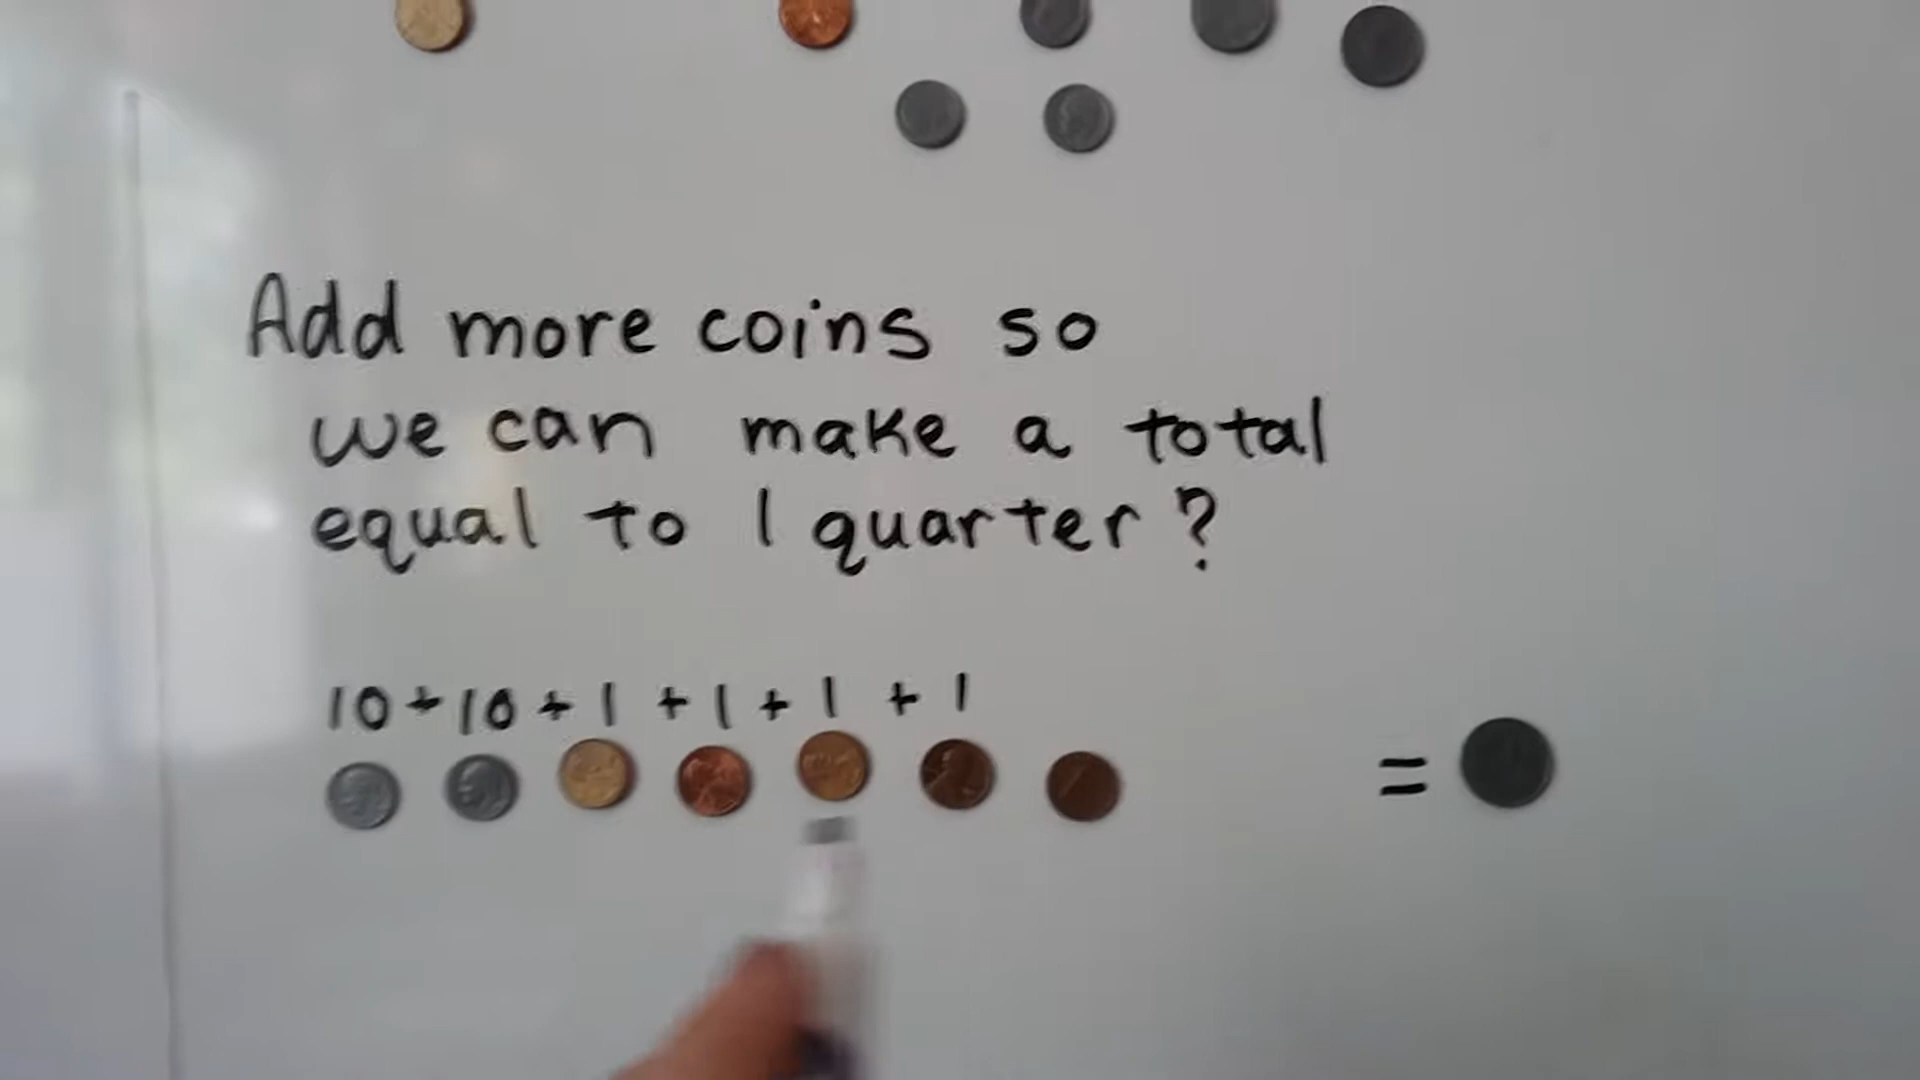 Add more coins so
we can make a total
equal to 1 quarter?
10+10+1+1+1+1
=